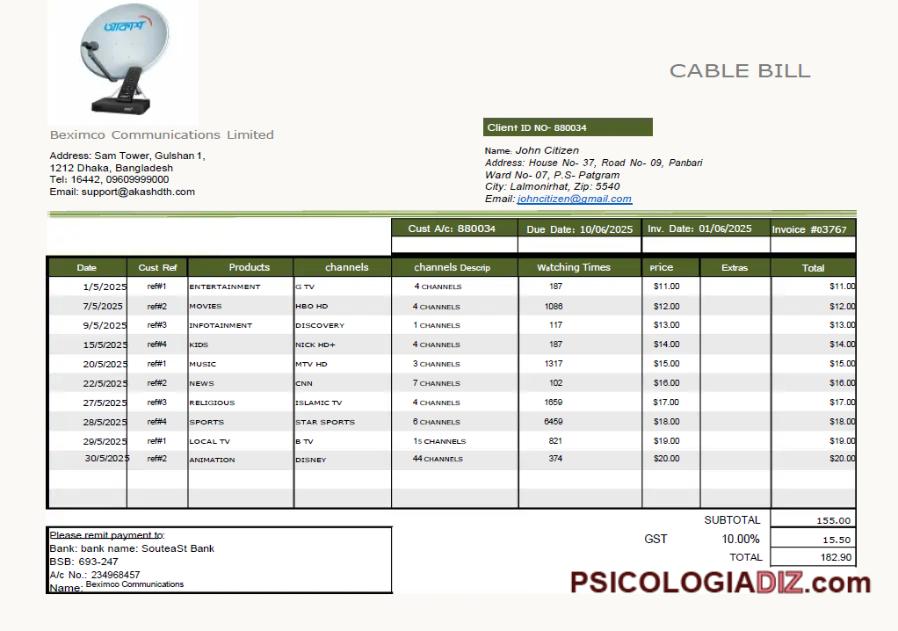 আকাশ
CABLE BILL
Beximco Communications Limited
Address: Sam Tower, Gulshan 1,
1212 Dhaka, Bangladesh
Tel: 16442, 09609999000
Email: support@akashdth.com
Client ID NO- 880034
Name: John Citizen
Address: House No- 37, Road No- 09, Panbari
Ward No- 07, P.S- Patgram
City: Lalmonirhat, Zip: 5540
Email: johncitizen@gmail.com
Cust A/c: 880034 Due Date: 10/06/2025 Inv. Date: 01/06/2025 Invoice #03767
Date Cust Ref Products channels channels Descrip Watching Times price Extras Total
1/5/2025 ref#1 ENTERTAINMENT G TV 4 CHANNELS 187 $11.00 $11.00
7/5/2025 ref#2 MOVIES HBO HD 4 CHANNELS 1086 $12.00 $12.00
9/5/2025 ref#3 INFOTAINMENT DISCOVERY 1 CHANNELS 117 $13.00 $13.00
15/5/2025 ref#4 KIDS NICK HD+ 4 CHANNELS 187 $14.00 $14.00
20/5/2025 ref#1 MUSIC MTV HD 3 CHANNELS 1317 $15.00 $15.00
22/5/2025 ref#2 NEWS CNN 7 CHANNELS 102 $16.00 $16.00
27/5/2025 ref#3 RELIGIOUS ISLAMIC TV 4 CHANNELS 1659 $17.00 $17.00
28/5/2025 ref#4 SPORTS STAR SPORTS 6 CHANNELS 6459 $18.00 $18.00
29/5/2025 ref#1 LOCAL TV B TV 15 CHANNELS 821 $19.00 $19.00
30/5/2025 ref#2 ANIMATION DISNEY 44 CHANNELS 374 $20.00 $20.00
SUBTOTAL 155.00
GST 10.00% 15.50
TOTAL 182.90
Please remit payment to:
Bank: bank name: SouteaSt Bank
BSB: 693-247
A/c No.: 234968457
Name: Beximco Communications
PSICOLOGIADIZ.com